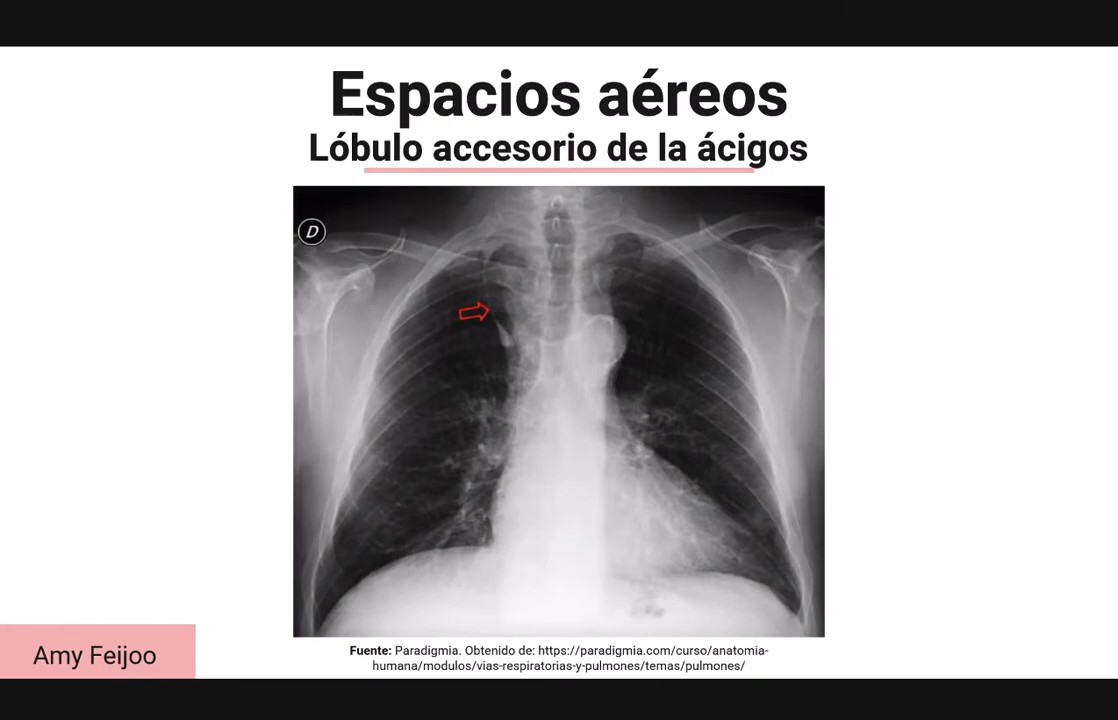 Espacios aéreos
Lóbulo accesorio de la ácigos
D
Amy Feijoo
Fuente: Paradigmia. Obtenido de: https://paradigmia.com/curso/anatomia-
humana/modulos/vias-respiratorias-y-pulmones/temas/pulmones/